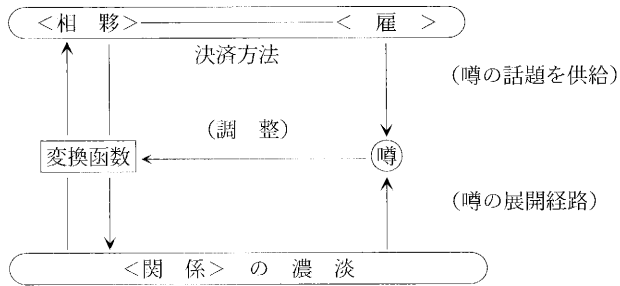 ＜相　夥＞―――――――＜　雇　＞
決済方法
（噂の話題を供給）
（調　整）
変換函数
噂
（噂の展開経路）
＜関　係＞　の　濃　淡